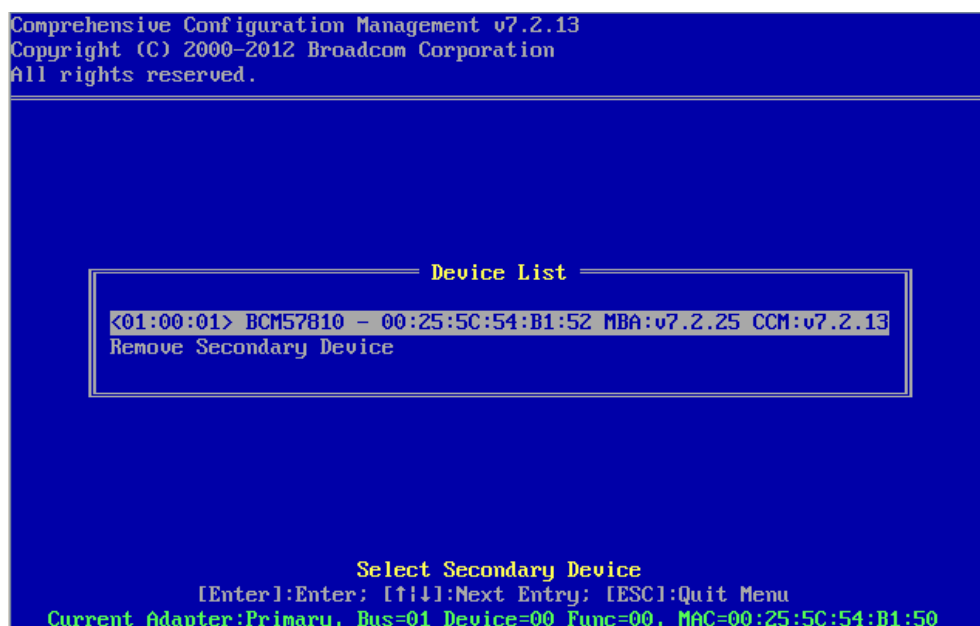 Comprehensive Configuration Management v7.2.13
Copyright (C) 2000-2012 Broadcom Corporation
All rights reserved.
Device List
<01:00:01> BCM57810 - 00:25:5C:54:B1:52 MBA:v7.2.25 CCM:v7.2.13
Remove Secondary Device
Select Secondary Device
[Enter]:Enter; [↑¦↓]:Next Entry; [ESC]:Quit Menu
Current Adapter:Primary, Bus=01 Device=00 Func=00, MAC=00:25:5C:54:B1:50